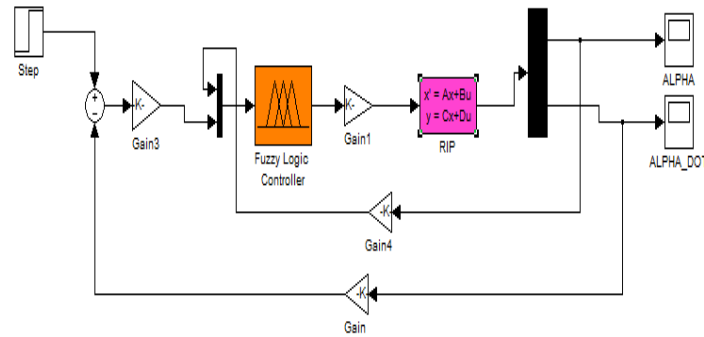 Step
+
−
-K-
Gain3
Fuzzy Logic
Controller
K-
Gain1
x' = Ax+Bu
y = Cx+Du
RIP
ALPHA
ALPHA_DOT
-K
Gain4
-K
Gain